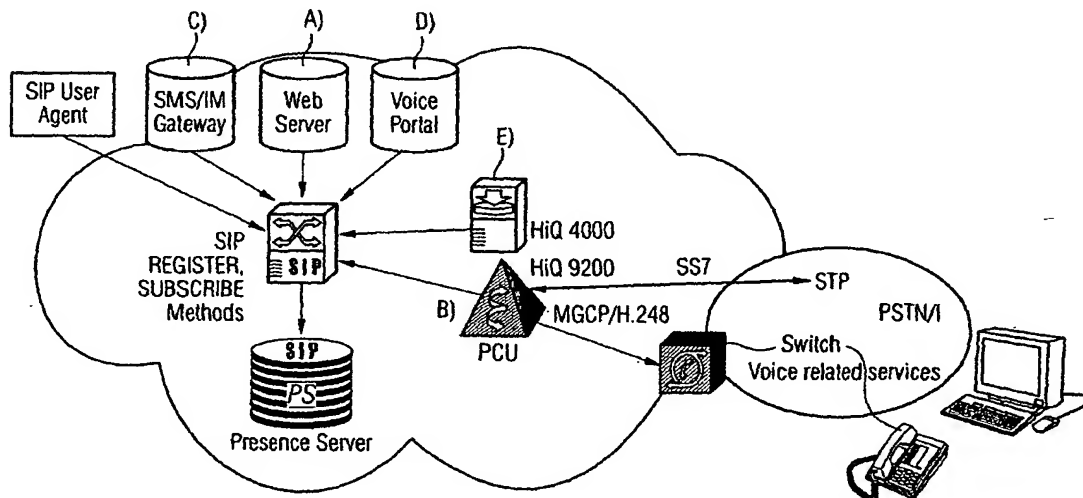 C)
A)
D)
SIP User
Agent
SMS/IM
Gateway
Web
Server
Voice
Portal
E)
HiQ 4000
SIP
SIP
REGISTER,
SUBSCRIBE
Methods
HiQ 9200
SS7
STP
B)
MGCP/H.248
PSTN/I
PCU
Switch
Voice related services
SIP
PS
Presence Server